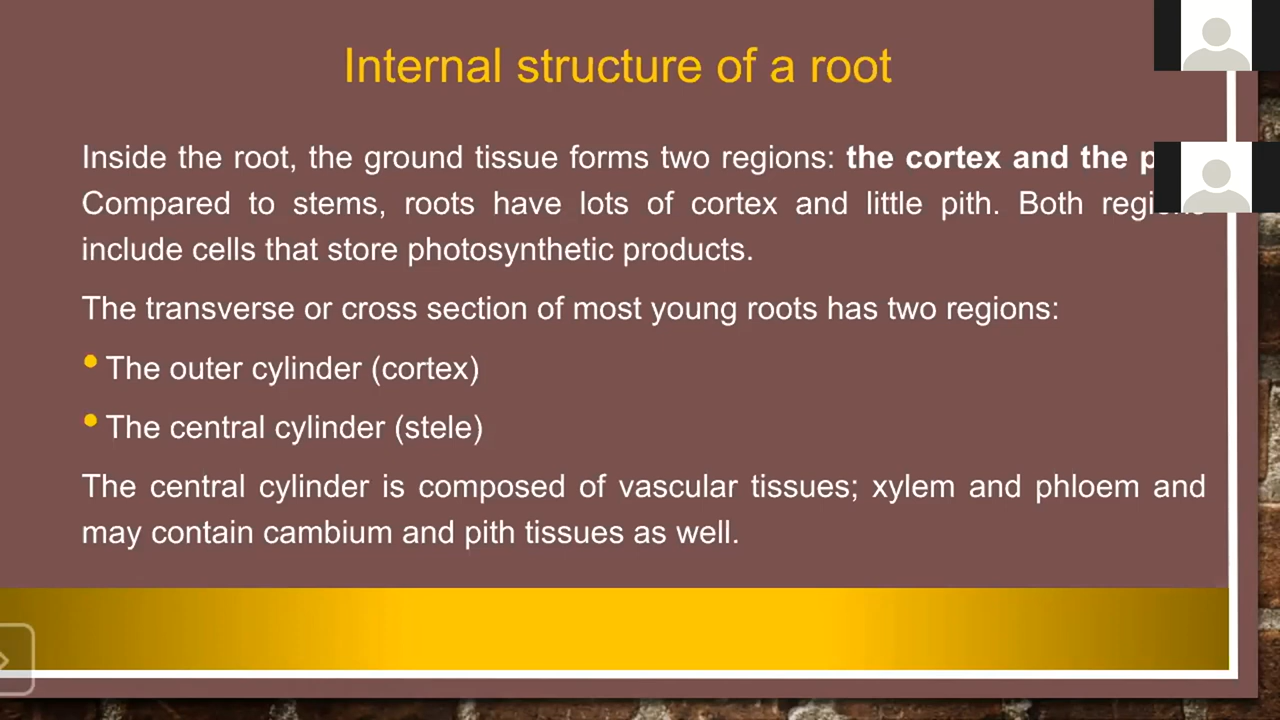 Internal structure of a root
Inside the root, the ground tissue forms two regions: the cortex and the
Compared to stems, roots have lots of cortex and little pith. Both regions
include cells that store photosynthetic products.
The transverse or cross section of most young roots has two regions:
• The outer cylinder (cortex)
• The central cylinder (stele)
The central cylinder is composed of vascular tissues; xylem and phloem and
may contain cambium and pith tissues as well.